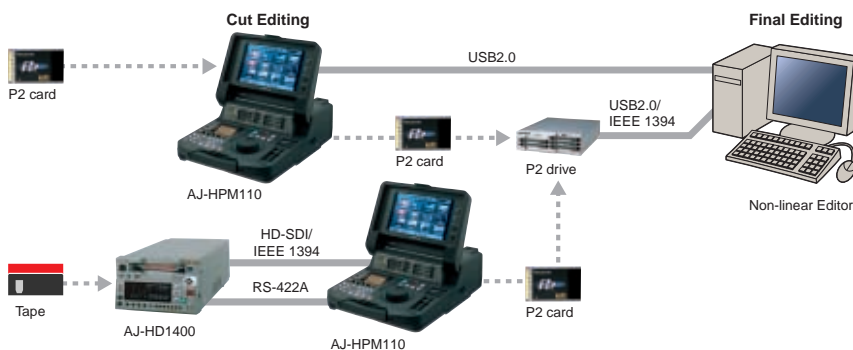 Cut Editing
Final Editing
USB2.0
P2 card
USB2.0/
IEEE 1394
P2 card
P2 drive
AJ-HPM110
Non-linear Editor
HD-SDI/
IEEE 1394
RS-422A
P2 card
Tape
AJ-HD1400
AJ-HPM110